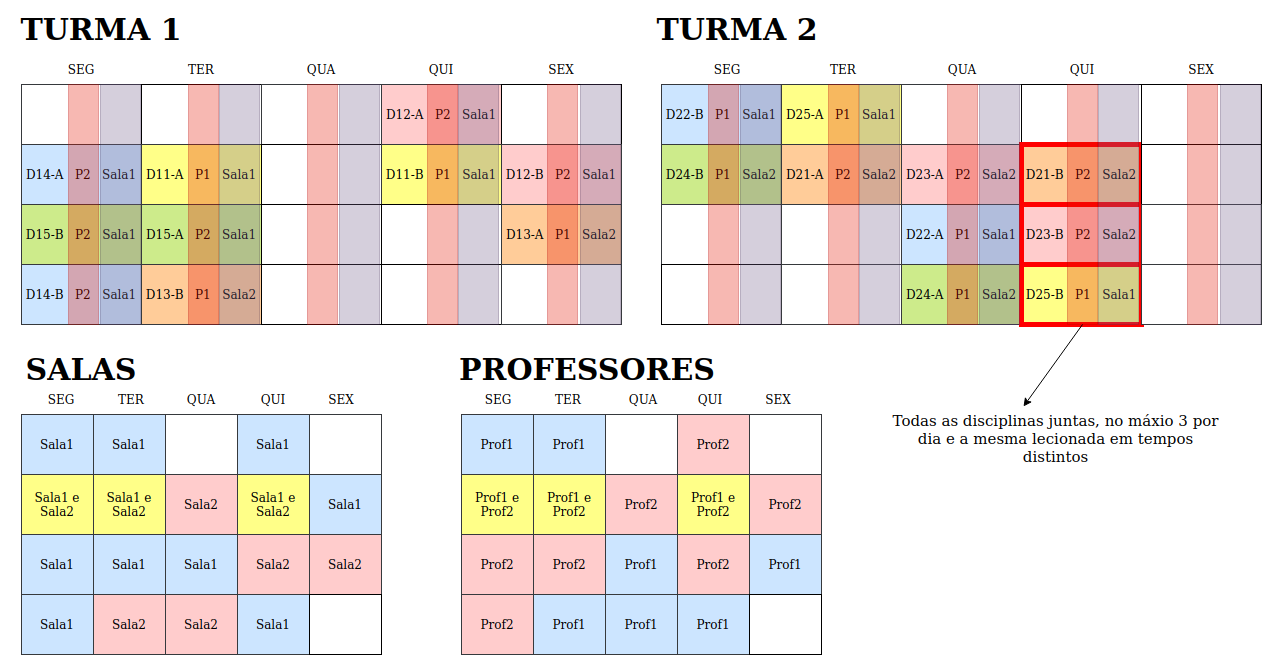 TURMA 1
SEG TER QUA QUI SEX
D12-A P2 Sala1
D14-A P2 Sala1 D11-A P1 Sala1 D11-B P1 Sala1 D12-B P2 Sala1
D15-B P2 Sala1 D15-A P2 Sala1 D13-A P1 Sala2
D14-B P2 Sala1 D13-B P1 Sala2
TURMA 2
SEG TER QUA QUI SEX
D22-B P1 Sala1 D25-A P1 Sala1
D24-B P1 Sala2 D21-A P2 Sala2 D23-A P2 Sala2 D21-B P2 Sala2
D22-A P1 Sala1 D23-B P2 Sala2
D24-A P1 Sala2 D25-B P1 Sala1
SALAS
SEG TER QUA QUI SEX
Sala1 Sala1 Sala1
Sala1 e Sala2 Sala1 e Sala2 Sala2 Sala1 e Sala2 Sala1
Sala1 Sala1 Sala1 Sala2 Sala2
Sala1 Sala2 Sala2 Sala1
PROFESSORES
SEG TER QUA QUI SEX
Prof1 Prof1 Prof2
Prof1 e Prof2 Prof1 e Prof2 Prof2 Prof1 e Prof2 Prof2
Prof2 Prof2 Prof1 Prof2 Prof1
Prof2 Prof1 Prof1 Prof1
Todas as disciplinas juntas, no máxio 3 por
dia e a mesma lecionada em tempos
distintos